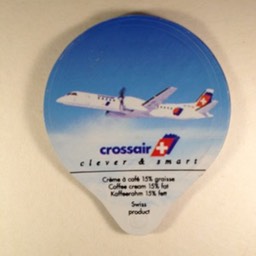 crossair
clever & smart
Crème à café 15% graisse
Coffee cream 15% fat
Kaffeerahm 15% fett
Swiss
product